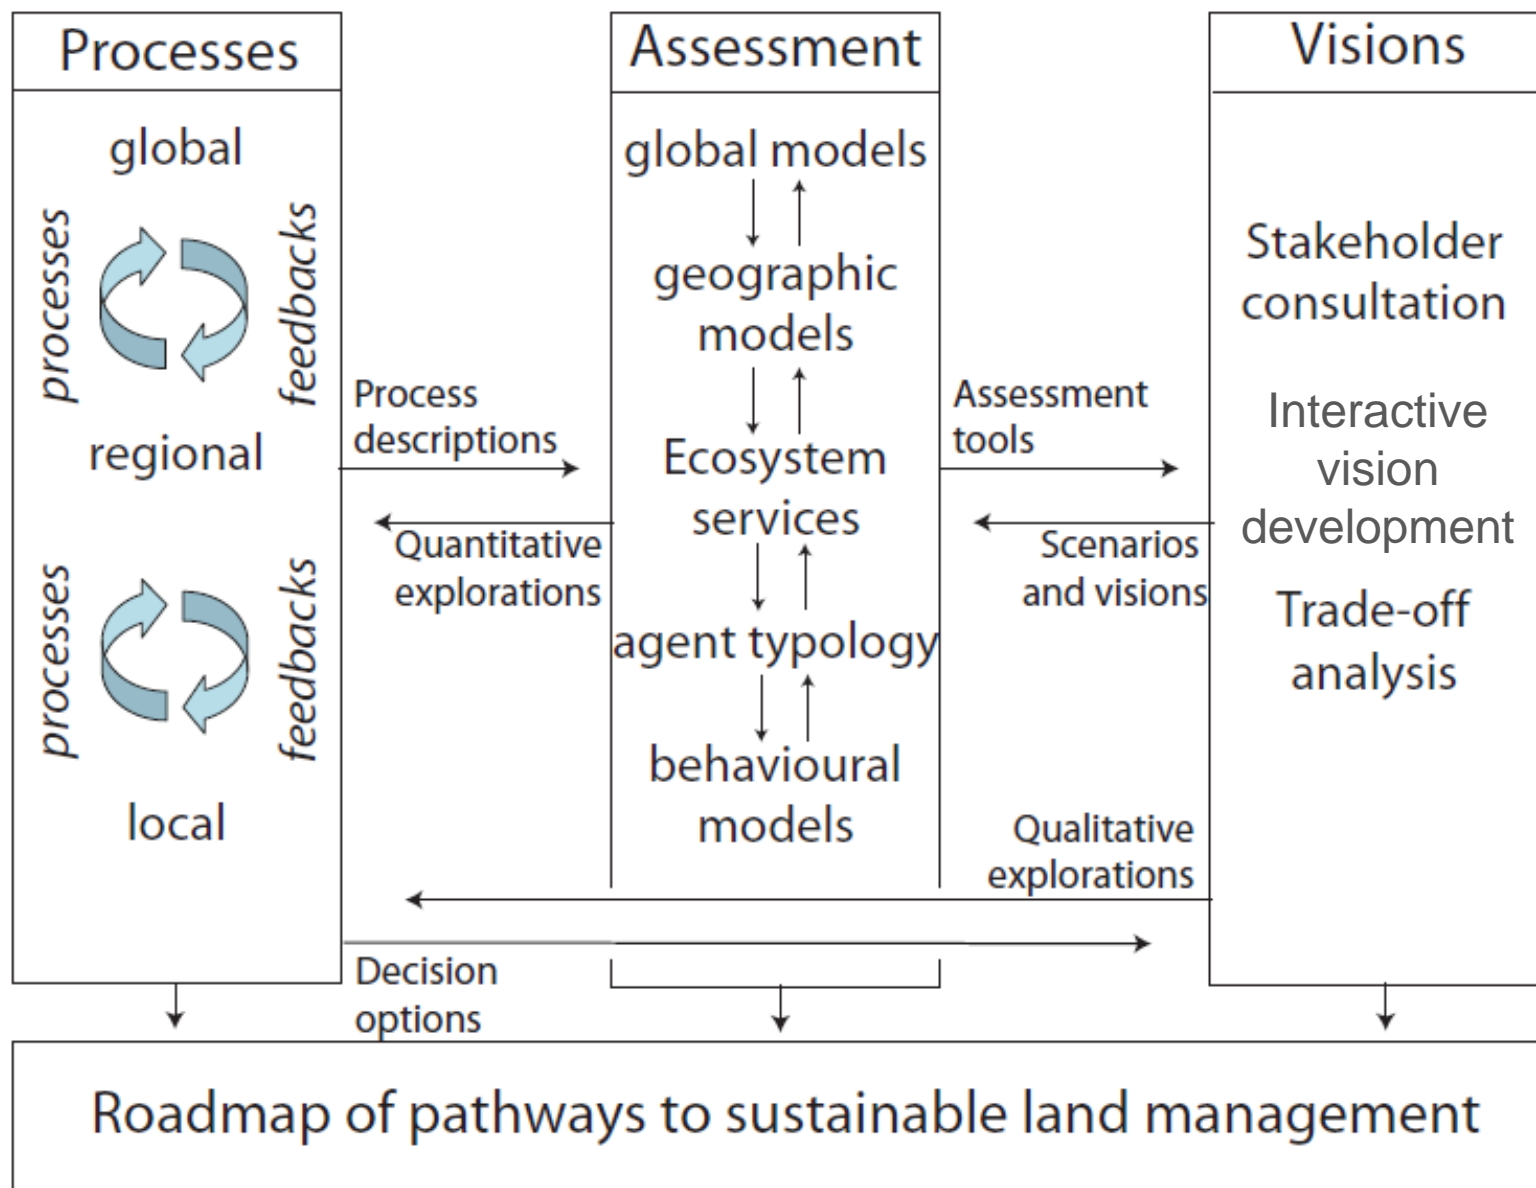 Processes
global
processes
feedbacks
regional
processes
feedbacks
local
Process
descriptions
Quantitative
explorations
Assessment
global models
geographic
models
Ecosystem
services
agent typology
behavioural
models
Assessment
tools
Scenarios
and visions
Qualitative
explorations
Decision
options
Visions
Stakeholder
consultation
Interactive
vision
development
Trade-off
analysis
Roadmap of pathways to sustainable land management